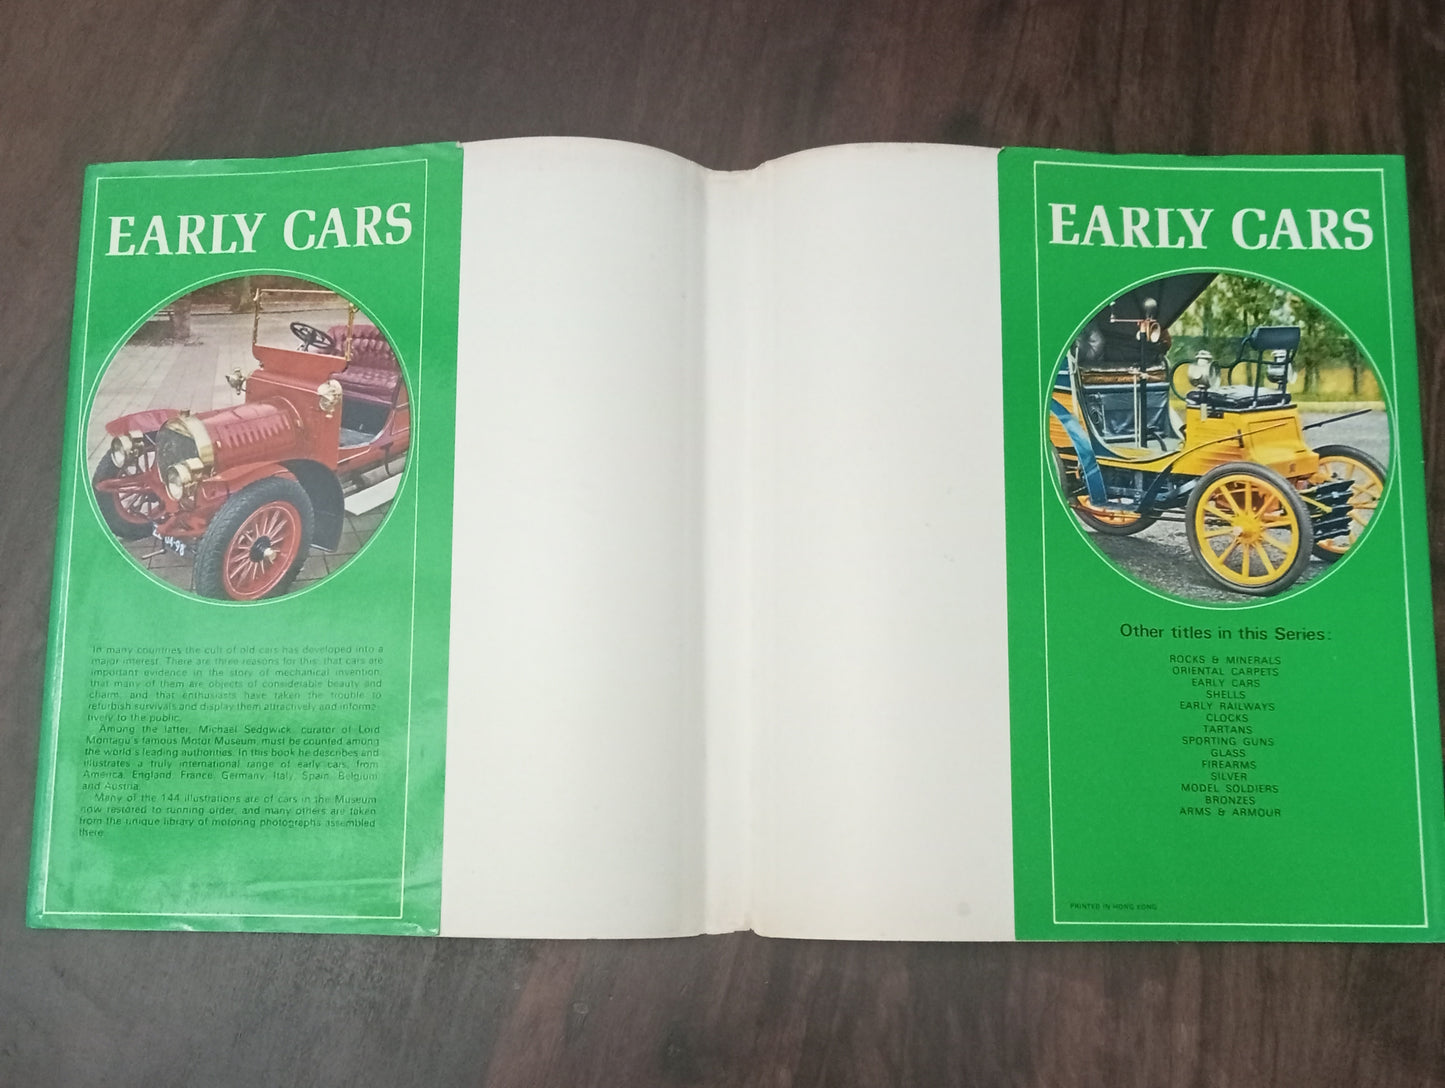 EARLY CARS
In many countries the cult of old cars has developed into a
major interest. There are three reasons for this: that cars are
important evidence in the story of mechanical invention,
that many of them are objects of considerable beauty and
charm, and that enthusiasts have taken the trouble to
refurbish survivals and display them attractively and informa-
tively to the public.
Among the latter, Michael Sedgwick, curator of Lord
Montagu's famous Motor Museum, must be counted among
the world's leading authorities. In this book he describes and
illustrates a truly international range of early cars, from
America, England, France, Germany, Italy, Spain, Belgium
and Austria.
Many of the 144 illustrations are of cars in the Museum
now restored to running order, and many others are taken
from the unique library of motoring photographs assembled
there.
EARLY CARS
Other titles in this Series:
ROCKS & MINERALS
ORIENTAL CARPETS
EARLY CARS
SHELLS
EARLY RAILWAYS
CLOCKS
TARTANS
SPORTING GUNS
GLASS
FIREARMS
SILVER
MODEL SOLDIERS
BRONZES
ARMS & ARMOUR
PRINTED IN HONG KONG